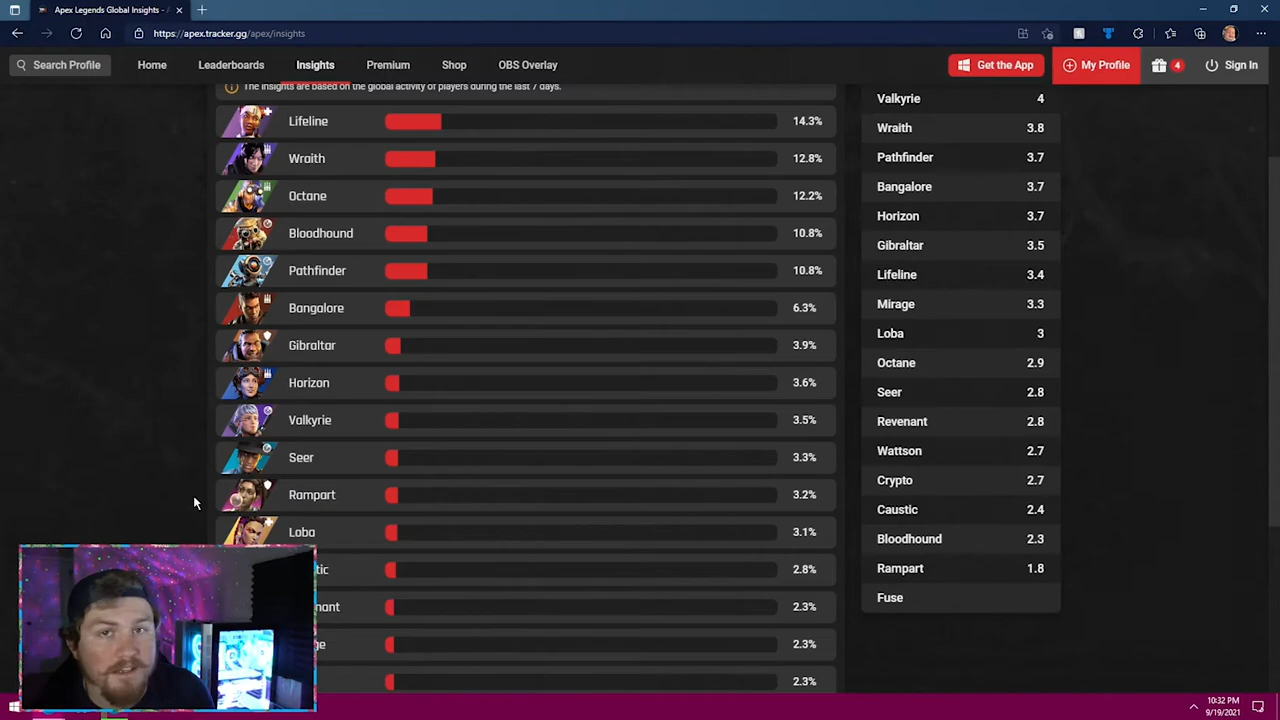 Apex Legends Global Insights - A
https://apex.tracker.gg/apex/insights
Search Profile
Home
Leaderboards
Insights
Premium
Shop
OBS Overlay
Get the App
My Profile
4
Sign In
The insights are based on the global activity of players during the last 7 days.
Lifeline 14.3%
Wraith 12.8%
Octane 12.2%
Bloodhound 10.8%
Pathfinder 10.8%
Bangalore 6.3%
Gibraltar 3.9%
Horizon 3.6%
Valkyrie 3.5%
Seer 3.3%
Rampart 3.2%
Loba 3.1%
tic 2.8%
nant 2.3%
ge 2.3%
2.3%
Valkyrie 4
Wraith 3.8
Pathfinder 3.7
Bangalore 3.7
Horizon 3.7
Gibraltar 3.5
Lifeline 3.4
Mirage 3.3
Loba 3
Octane 2.9
Seer 2.8
Revenant 2.8
Wattson 2.7
Crypto 2.7
Caustic 2.4
Bloodhound 2.3
Rampart 1.8
Fuse
10:32 PM
9/19/2021